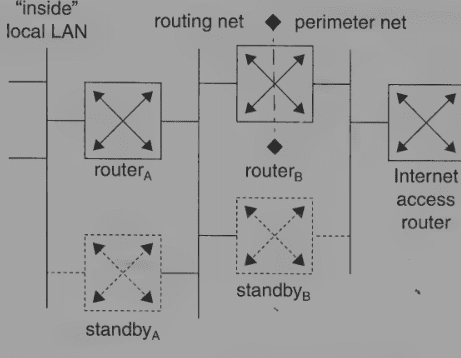 “inside”
local LAN
routing net
perimeter net
routerA
routerB
Internet
access
router
standbyA
standbyB